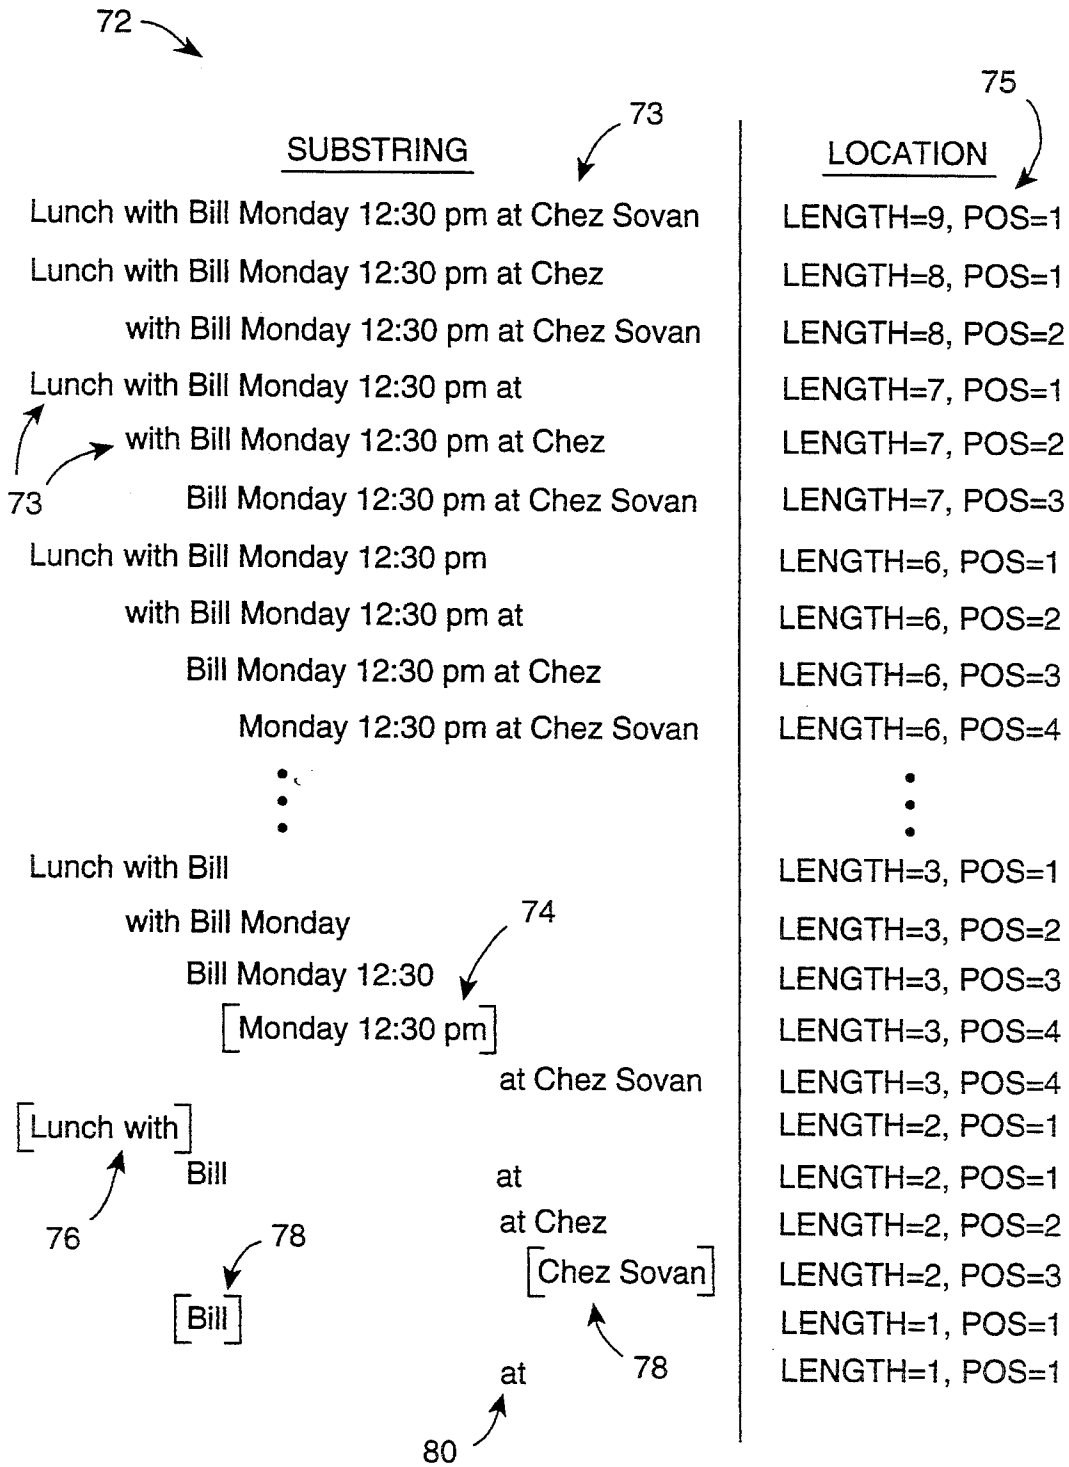 72
75
73
SUBSTRING LOCATION
Lunch with Bill Monday 12:30 pm at Chez Sovan LENGTH=9, POS=1
Lunch with Bill Monday 12:30 pm at Chez LENGTH=8, POS=1
with Bill Monday 12:30 pm at Chez Sovan LENGTH=8, POS=2
Lunch with Bill Monday 12:30 pm at LENGTH=7, POS=1
with Bill Monday 12:30 pm at Chez LENGTH=7, POS=2
73
Bill Monday 12:30 pm at Chez Sovan LENGTH=7, POS=3
Lunch with Bill Monday 12:30 pm LENGTH=6, POS=1
with Bill Monday 12:30 pm at LENGTH=6, POS=2
Bill Monday 12:30 pm at Chez LENGTH=6, POS=3
Monday 12:30 pm at Chez Sovan LENGTH=6, POS=4
Lunch with Bill LENGTH=3, POS=1
74
with Bill Monday LENGTH=3, POS=2
Bill Monday 12:30 LENGTH=3, POS=3
[Monday 12:30 pm] LENGTH=3, POS=4
at Chez Sovan LENGTH=3, POS=4
[Lunch with] LENGTH=2, POS=1
Bill at LENGTH=2, POS=1
at Chez LENGTH=2, POS=2
76 78
[Chez Sovan] LENGTH=2, POS=3
[Bill] LENGTH=1, POS=1
78
at LENGTH=1, POS=1
80